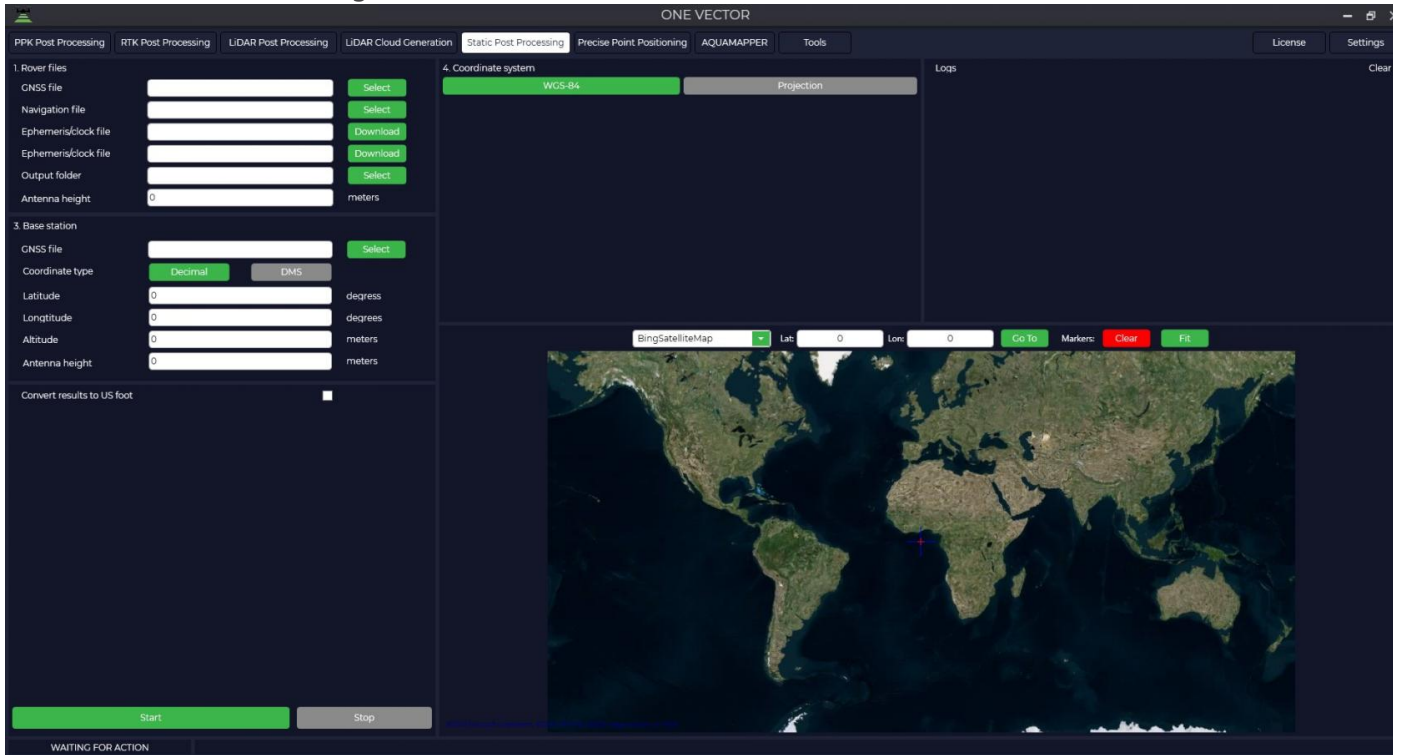 ONE VECTOR
PPK Post Processing RTK Post Processing LiDAR Post Processing LiDAR Cloud Generation Static Post Processing Precise Point Positioning AQUAMAPPER Tools License Settings
1. Rover files
GNSS file Select
Navigation file Select
Ephemeris/clock file Download
Ephemeris/clock file Download
Output folder Select
Antenna height 0 meters
3. Base station
GNSS file Select
Coordinate type Decimal DMS
Latitude 0 degress
Longtitude 0 degrees
Altitude 0 meters
Antenna height 0 meters
Convert results to US foot
Start Stop
4. Coordinate system
WGS-84 Projection
Logs Clear
BingSatelliteMap Lat: 0 Lon: 0 Go To Markers: Clear Fit
WAITING FOR ACTION